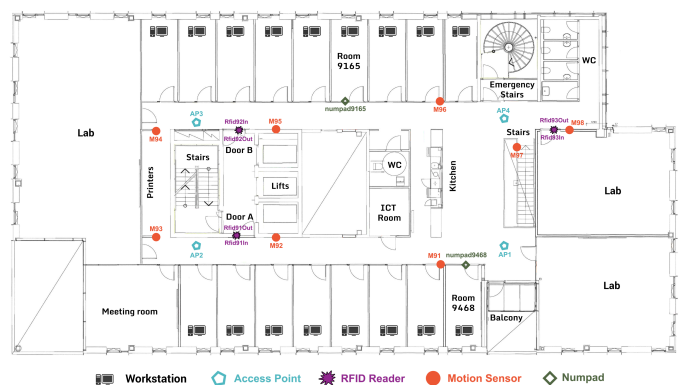 Room
9165
WC
Emergency
Stairs
numpad9165
M96
AP3
Rfid92In
M95
AP4
Rfid93Out
M98
M94
Rfid92Out
Stairs
Rfid93In
Lab
Door B
M97
Stairs
Printers
WC
Kitchen
Lifts
Lab
ICT
Room
Door A
Rfid91Out
M93
Rfid91In
M92
AP2
AP1
M91
numpad9468
Lab
Meeting room
Room
9468
Balcony
Workstation
Access Point
RFID Reader
Motion Sensor
Numpad